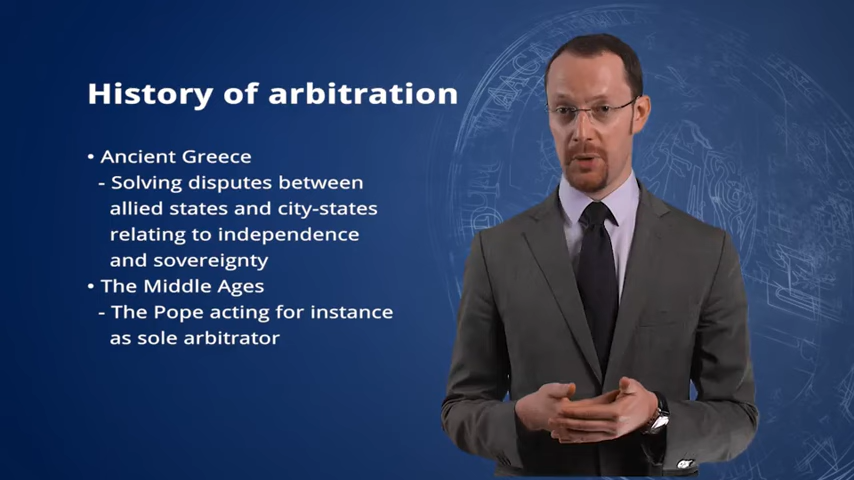 History of arbitration
• Ancient Greece
- Solving disputes between
allied states and city-states
relating to independence
and sovereignty
• The Middle Ages
- The Pope acting for instance
as sole arbitrator